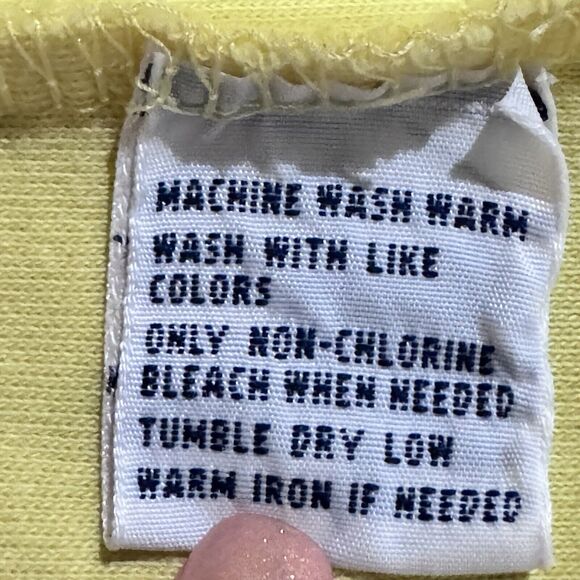 MACHINE WASH WARM
WASH WITH LIKE
COLORS
ONLY NON-CHLORINE
BLEACH WHEN NEEDED
TUMBLE DRY LOW
WARM IRON IF NEEDED